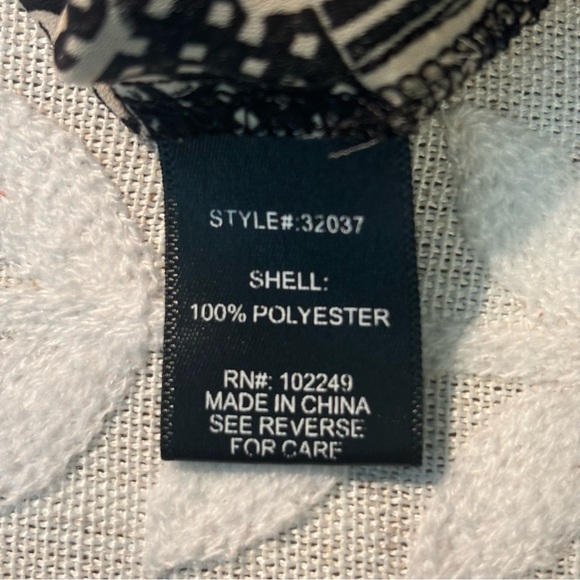 STYLE#:32037
SHELL:
100% POLYESTER
RN#: 102249
MADE IN CHINA
SEE REVERSE
FOR CARE